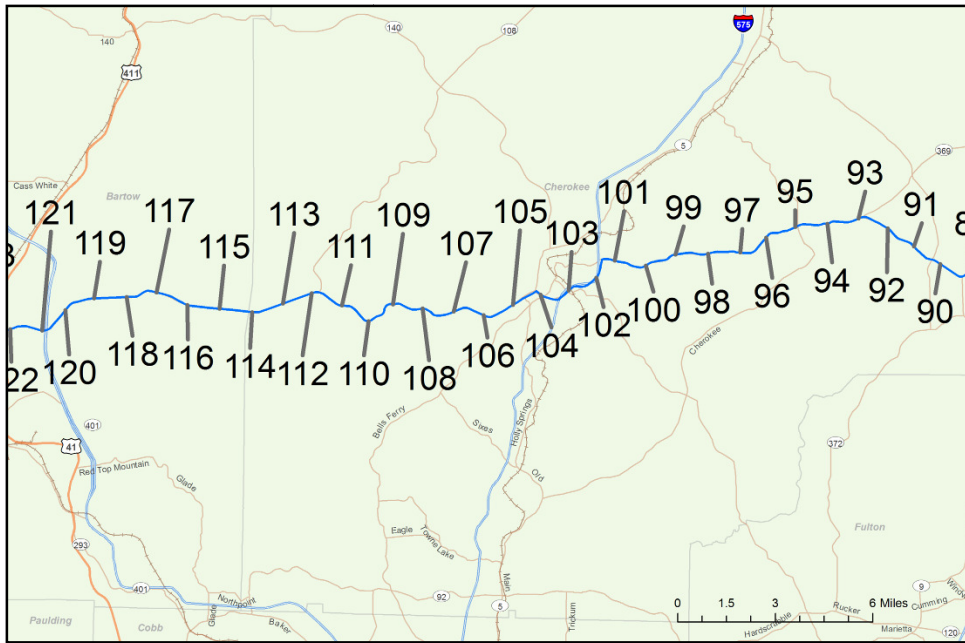 575
140
108
140
411
5
369
Cass White
Bartow
Cherokee
121
119
117
115
113
111
109
107
105
103
101
99
97
95
93
91
8
3
22
120
118
116
114
112
110
108
106
104
102
100
98
96
94
92
90
Cherokee
Bells Ferry
Sixes
Holly Springs
Old
401
41
Red Top Mountain
Glade
372
Eagle
Towne Lake
Fulton
293
401
Northpoint
Glade
Baker
92
5
Main
Trickum
0 1.5 3 6 Miles
9
Windw
Cumming
Rucker
Hardscrabble
Marietta
120
Paulding
Cobb